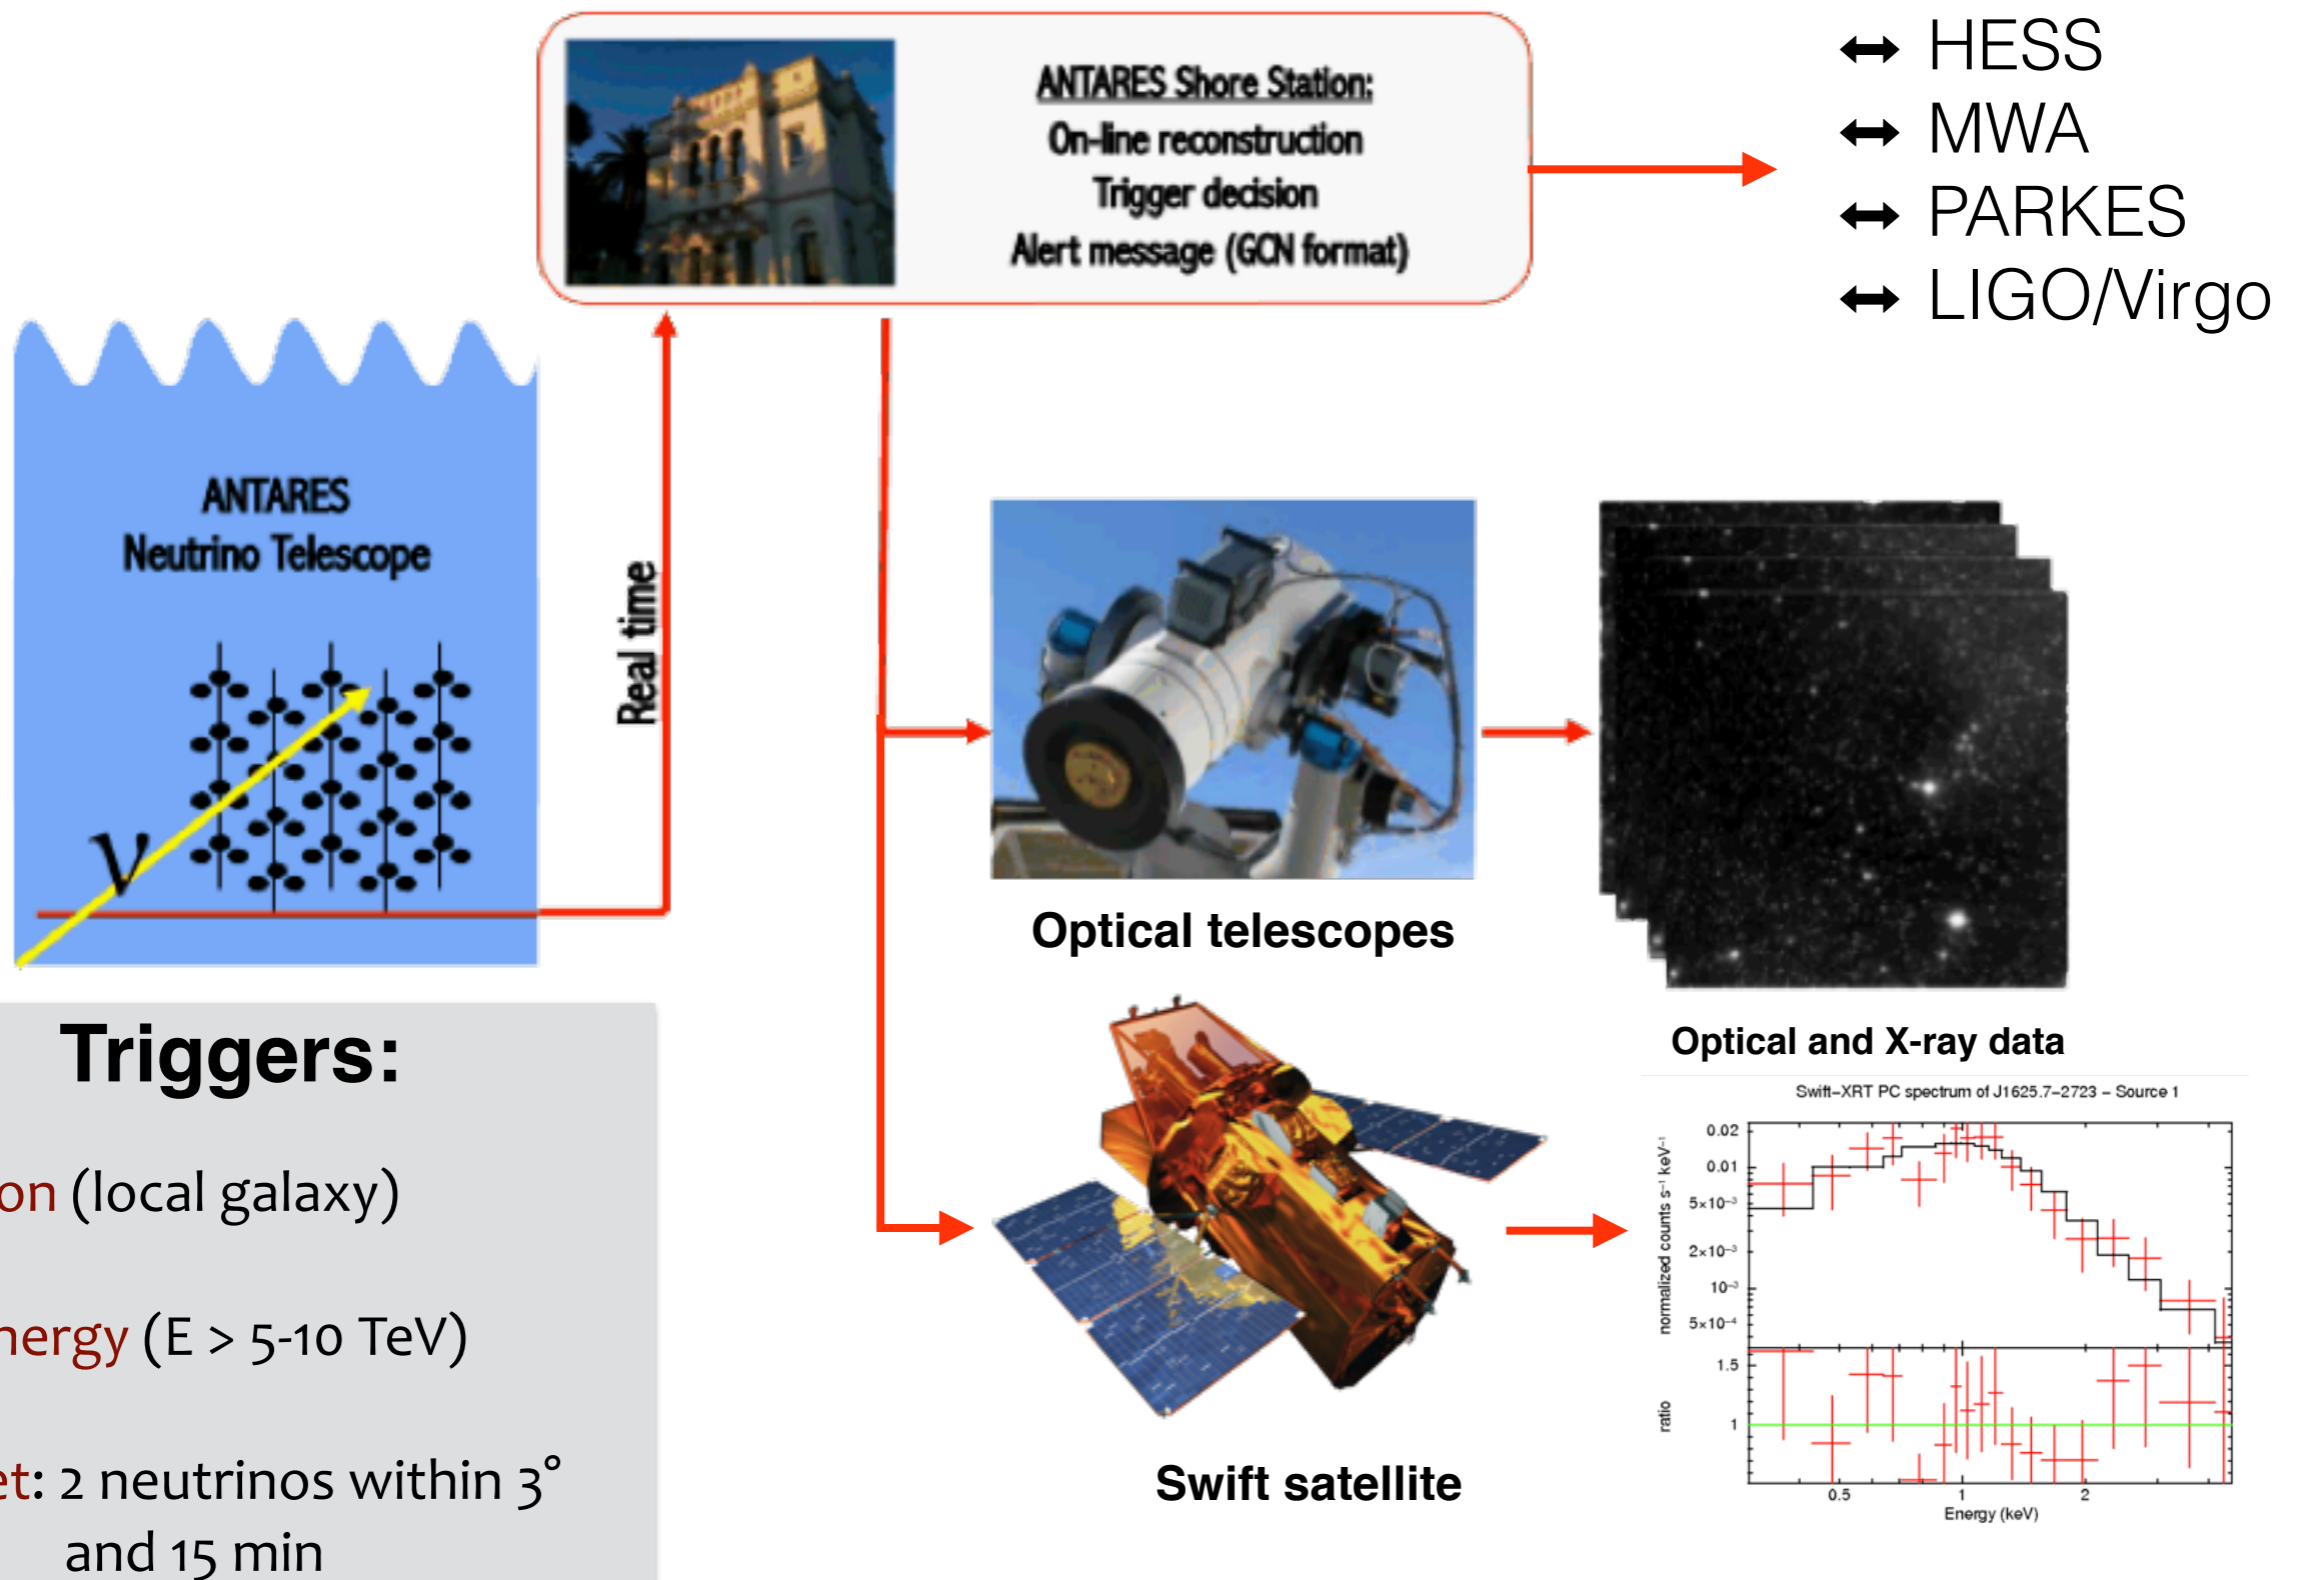 ANTARES Shore Station:
On-line reconstruction
Trigger decision
Alert message (GCN format)
HESS
MWA
PARKES
LIGO/Virgo
ANTARES
Neutrino Telescope
ν
Real time
Optical telescopes
Optical and X-ray data
Swift satellite
Swift-XRT PC spectrum of J1625.7-2723 - Source 1
normalized counts s⁻¹ keV⁻¹
0.02
0.01
5×10⁻³
2×10⁻³
10⁻³
5×10⁻⁴
ratio
1.5
1
0.5 1 2
Energy (keV)
Triggers:
on (local galaxy)
nergy (E > 5-10 TeV)
et: 2 neutrinos within 3°
and 15 min